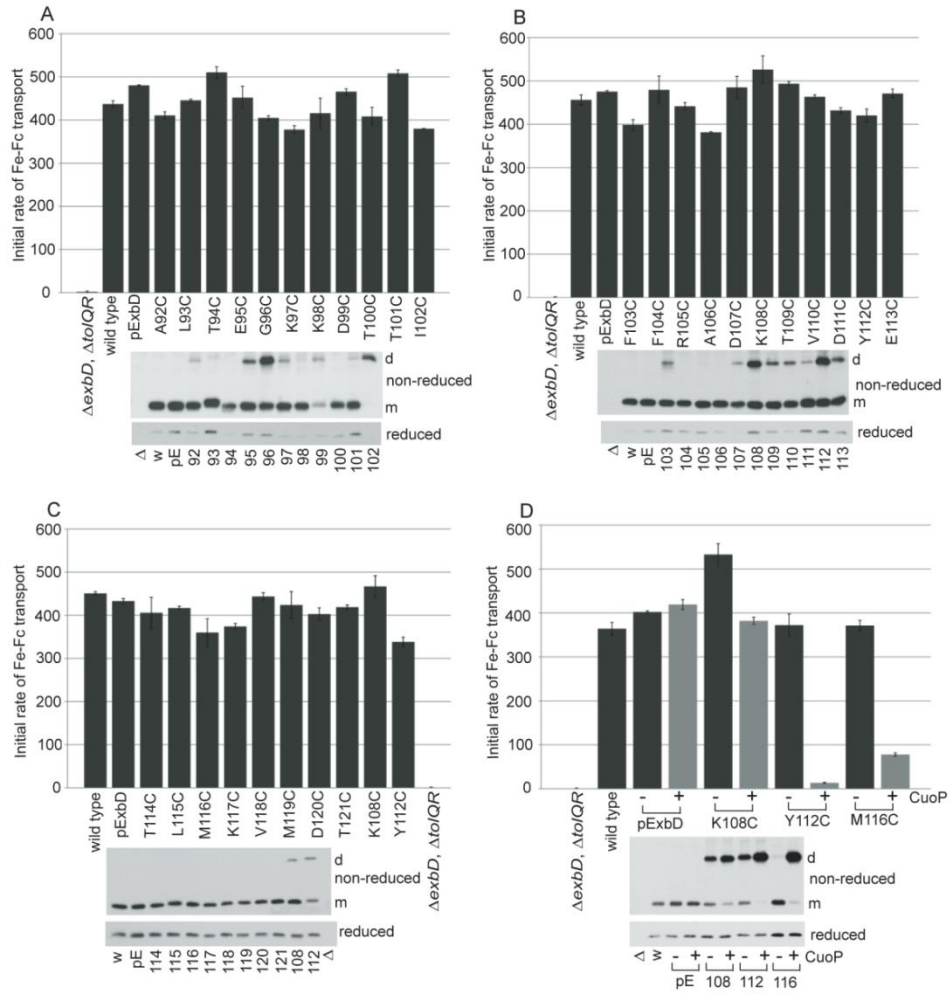 A
Initial rate of Fe-Fc transport
600
500
400
300
200
100
0
ΔexbD, ΔtolQR
wild type
pExbD
A92C
L93C
T94C
E95C
G96C
K97C
K98C
D99C
T100C
T101C
I102C
d
non-reduced
m
reduced
Δ
w
pE
92
93
94
95
96
97
98
99
100
101
102
B
Initial rate of Fe-Fc transport
600
500
400
300
200
100
0
ΔexbD, ΔtolQR
wild type
pExbD
F103C
F104C
R105C
A106C
D107C
K108C
T109C
V110C
D111C
Y112C
E113C
d
non-reduced
m
reduced
Δ
w
pE
103
104
105
106
107
108
109
110
111
112
113
C
Initial rate of Fe-Fc transport
600
500
400
300
200
100
0
wild type
pExbD
T114C
L115C
M116C
K117C
V118C
M119C
D120C
T121C
K108C
Y112C
ΔexbD, ΔtolQR
d
non-reduced
m
reduced
w
pE
114
115
116
117
118
119
120
121
108
112
Δ
D
Initial rate of Fe-Fc transport
600
500
400
300
200
100
0
ΔexbD, ΔtolQR
wild type
- + - + - + - + CuoP
pExbD K108C Y112C M116C
d
non-reduced
m
reduced
Δ w - + - + - + - + CuoP
pE 108 112 116